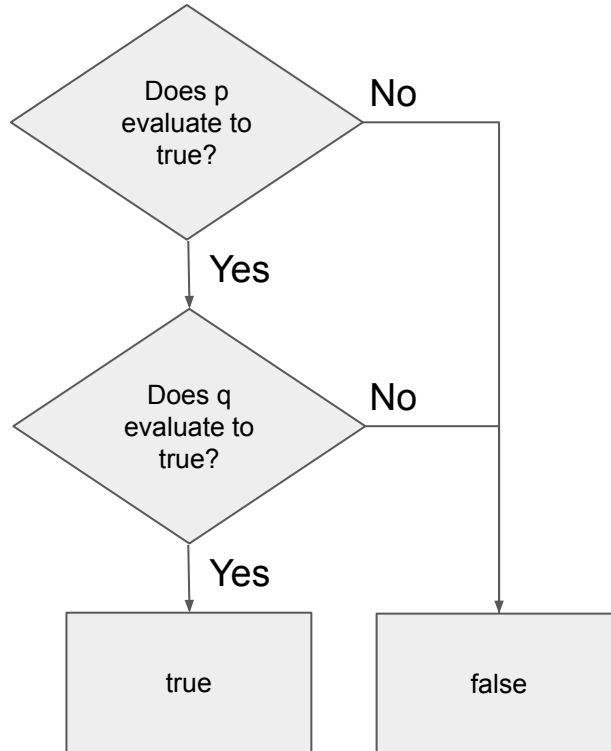 Does p
evaluate to
true?
No
Yes
Does q
evaluate to
true?
No
Yes
true
false